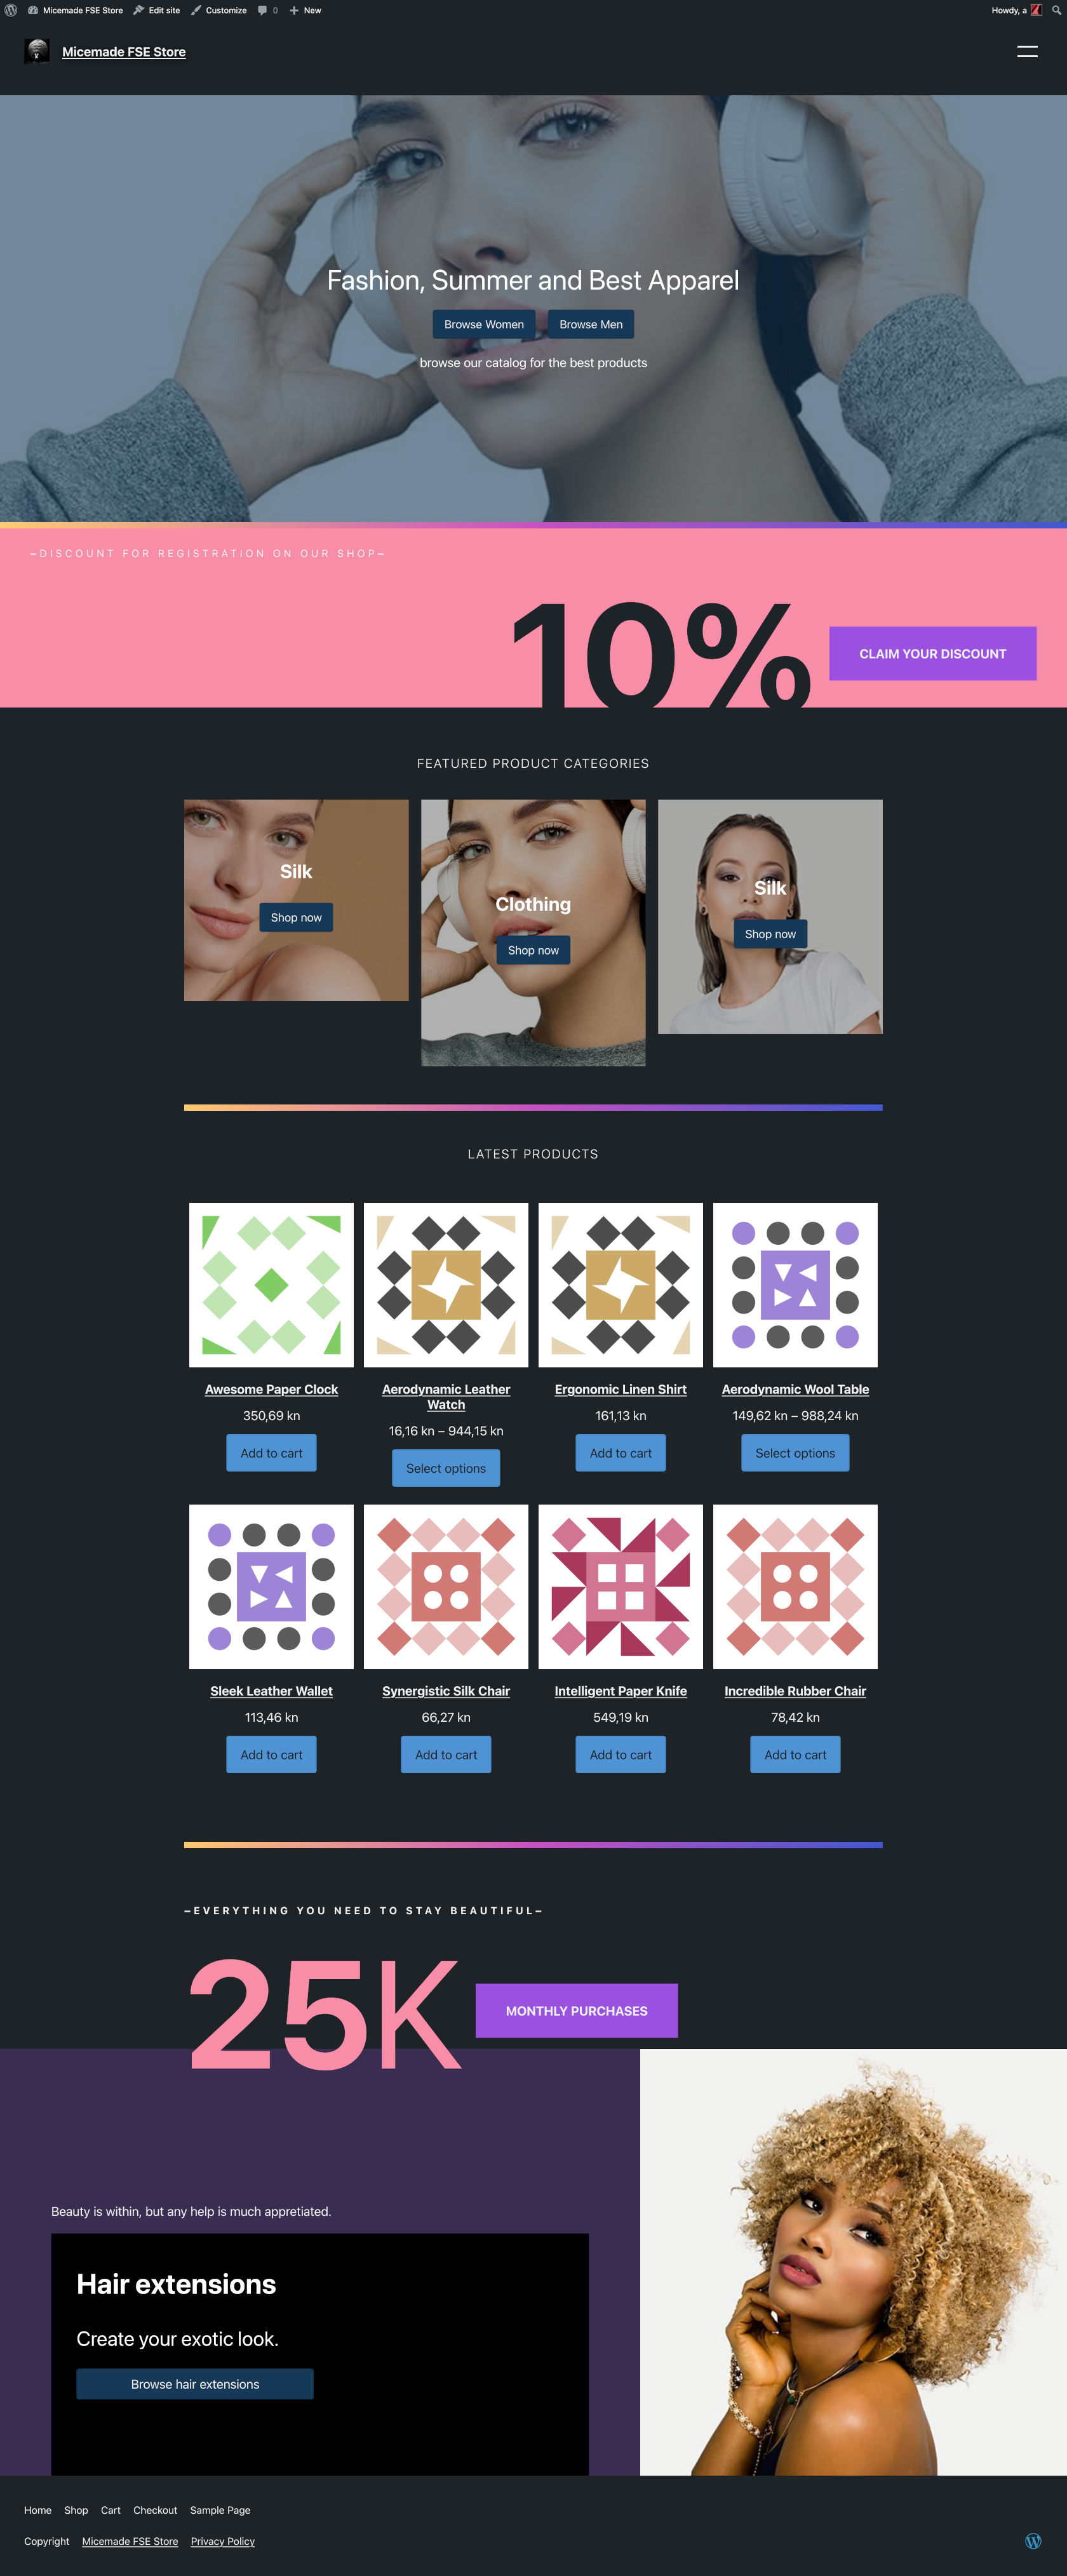 Micemade FSE Store Edit site Customize 0 New Howdy, a
Micemade FSE Store
Fashion, Summer and Best Apparel
Browse Women Browse Men
browse our catalog for the best products
–DISCOUNT FOR REGISTRATION ON OUR SHOP–
10%
CLAIM YOUR DISCOUNT
FEATURED PRODUCT CATEGORIES
Silk
Shop now
Clothing
Shop now
Silk
Shop now
LATEST PRODUCTS
Awesome Paper Clock
350,69 kn
Add to cart
Aerodynamic Leather
Watch
16,16 kn – 944,15 kn
Select options
Ergonomic Linen Shirt
161,13 kn
Add to cart
Aerodynamic Wool Table
149,62 kn – 988,24 kn
Select options
Sleek Leather Wallet
113,46 kn
Add to cart
Synergistic Silk Chair
66,27 kn
Add to cart
Intelligent Paper Knife
549,19 kn
Add to cart
Incredible Rubber Chair
78,42 kn
Add to cart
–EVERYTHING YOU NEED TO STAY BEAUTIFUL–
25K
MONTHLY PURCHASES
Beauty is within, but any help is much appretiated.
Hair extensions
Create your exotic look.
Browse hair extensions
Home Shop Cart Checkout Sample Page
Copyright Micemade FSE Store Privacy Policy